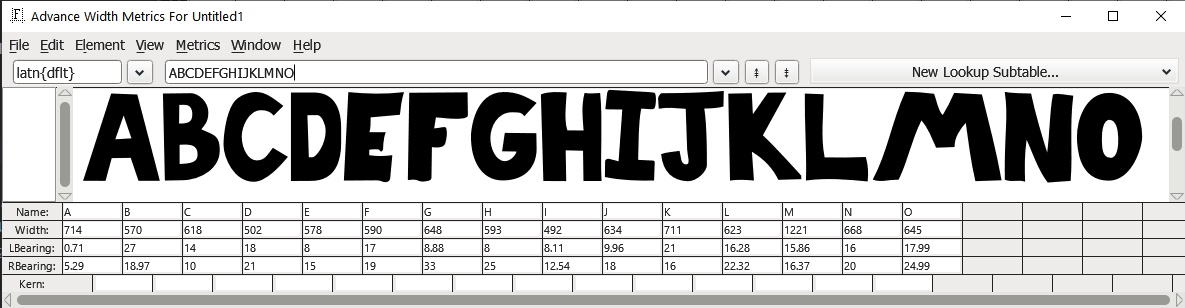 Advance Width Metrics For Untitled1
File Edit Element View Metrics Window Help
latn{dflt} ABCDEFGHIJKLMNO New Lookup Subtable...
ABCDEFGHIJKLMNO
Name: A B C D E F G H I J K L M N O
Width: 714 570 618 502 578 590 648 593 492 634 711 623 1221 668 645
LBearing: 0.71 27 14 18 8 17 8.88 8 8.11 9.96 21 16.28 15.86 16 17.99
RBearing: 5.29 18.97 10 21 15 19 33 25 12.54 18 16 22.32 16.37 20 24.99
Kern: